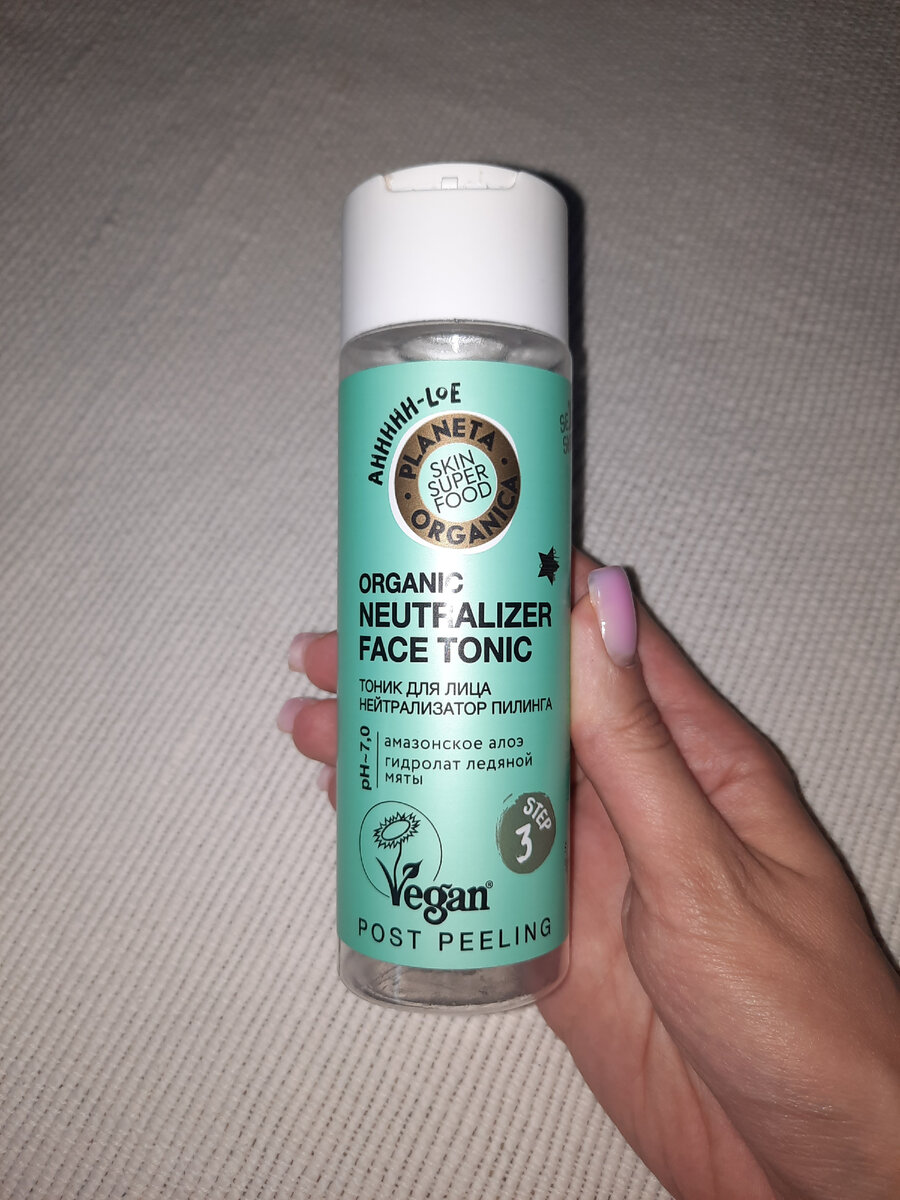 AHHHHH-LOE
PLANETA
ORGANICA
SKIN
SUPER
FOOD
ORGANIC
NEUTRALIZER
FACE TONIC
ТОНИК ДЛЯ ЛИЦА
НЕЙТРАЛИЗАТОР ПИЛИНГА
pH~7,0
амазонское алоэ
гидролат ледяной
мяты
STEP
3
Vegan®
POST PEELING